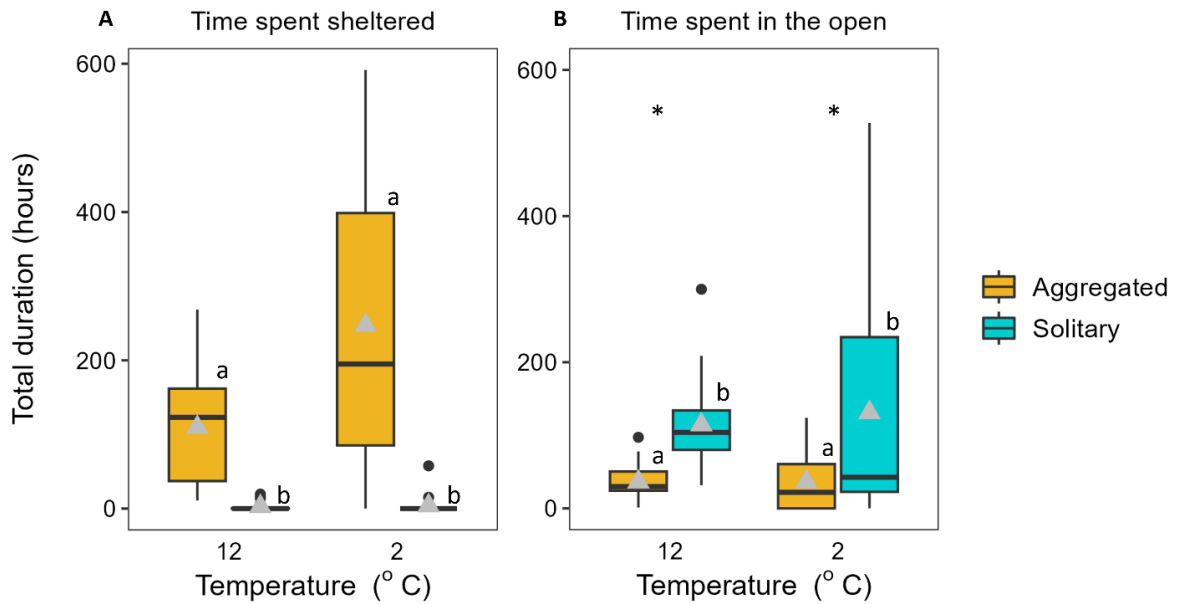 A Time spent sheltered
B Time spent in the open
Total duration (hours)
600
400
200
0
a
b
a
b
12
2
Temperature (° C)
600
400
200
0
*
*
a
b
a
b
12
2
Temperature (° C)
Aggregated
Solitary